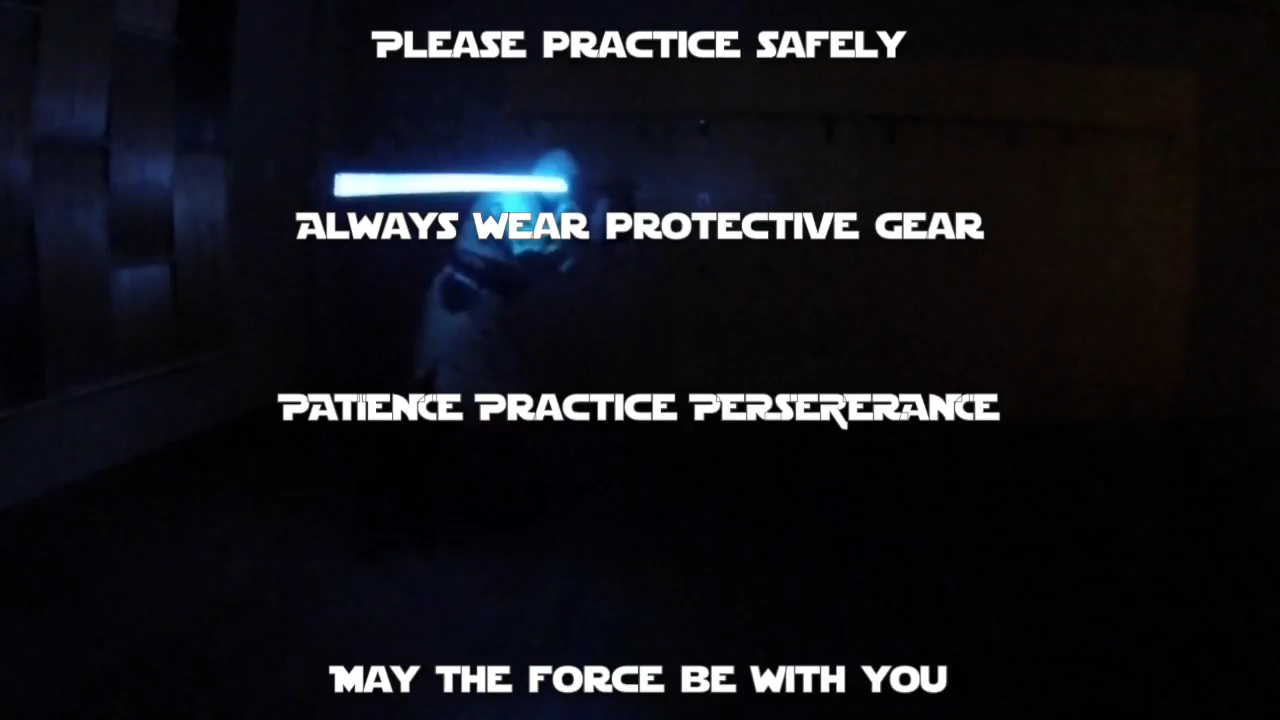 Please practice safely
Always wear protective gear
Patience Practice Persererance
May the force be with you